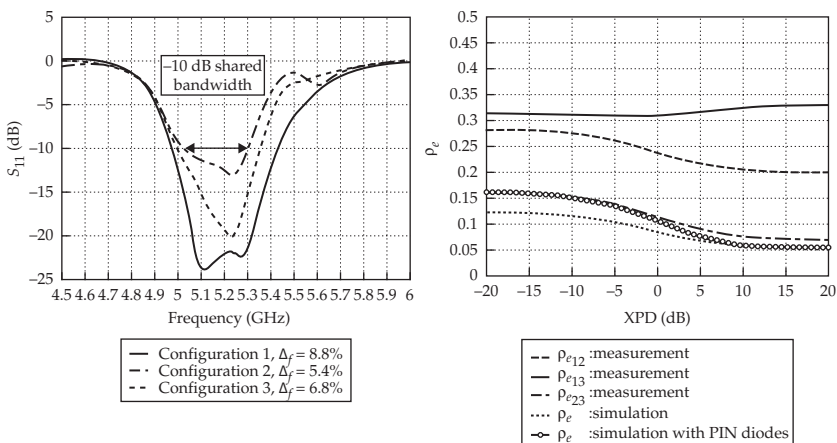 5
0
−5
−10
−15
−20
−25
S11 (dB)
−10 dB shared
bandwidth
4.5 4.6 4.7 4.8 4.9 5 5.1 5.2 5.3 5.4 5.5 5.6 5.7 5.8 5.9 6
Frequency (GHz)
Configuration 1, Δf = 8.8%
Configuration 2, Δf = 5.4%
Configuration 3, Δf = 6.8%
0.5
0.45
0.4
0.35
0.3
0.25
0.2
0.15
0.1
0.05
0
ρe
−20 −15 −10 −5 0 5 10 15 20
XPD (dB)
ρe12 :measurement
ρe13 :measurement
ρe23 :measurement
ρe :simulation
ρe :simulation with PIN diodes